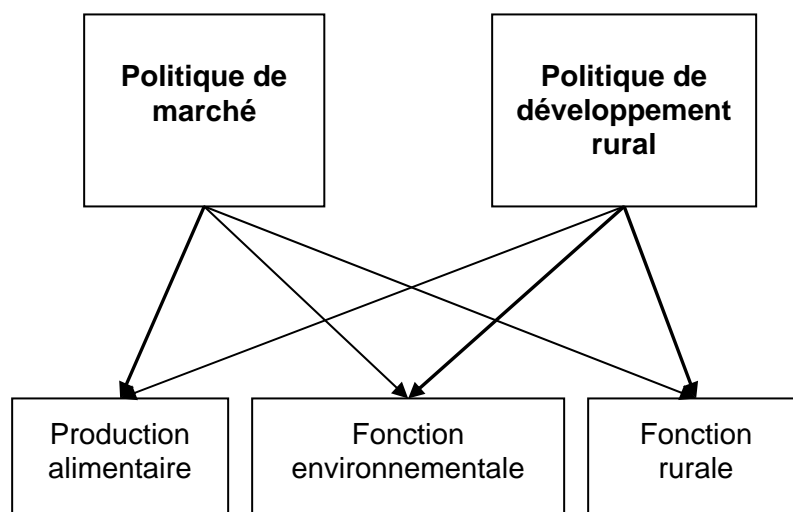 Politique de
marché
Politique de
développement
rural
Production
alimentaire
Fonction
environnementale
Fonction
rurale